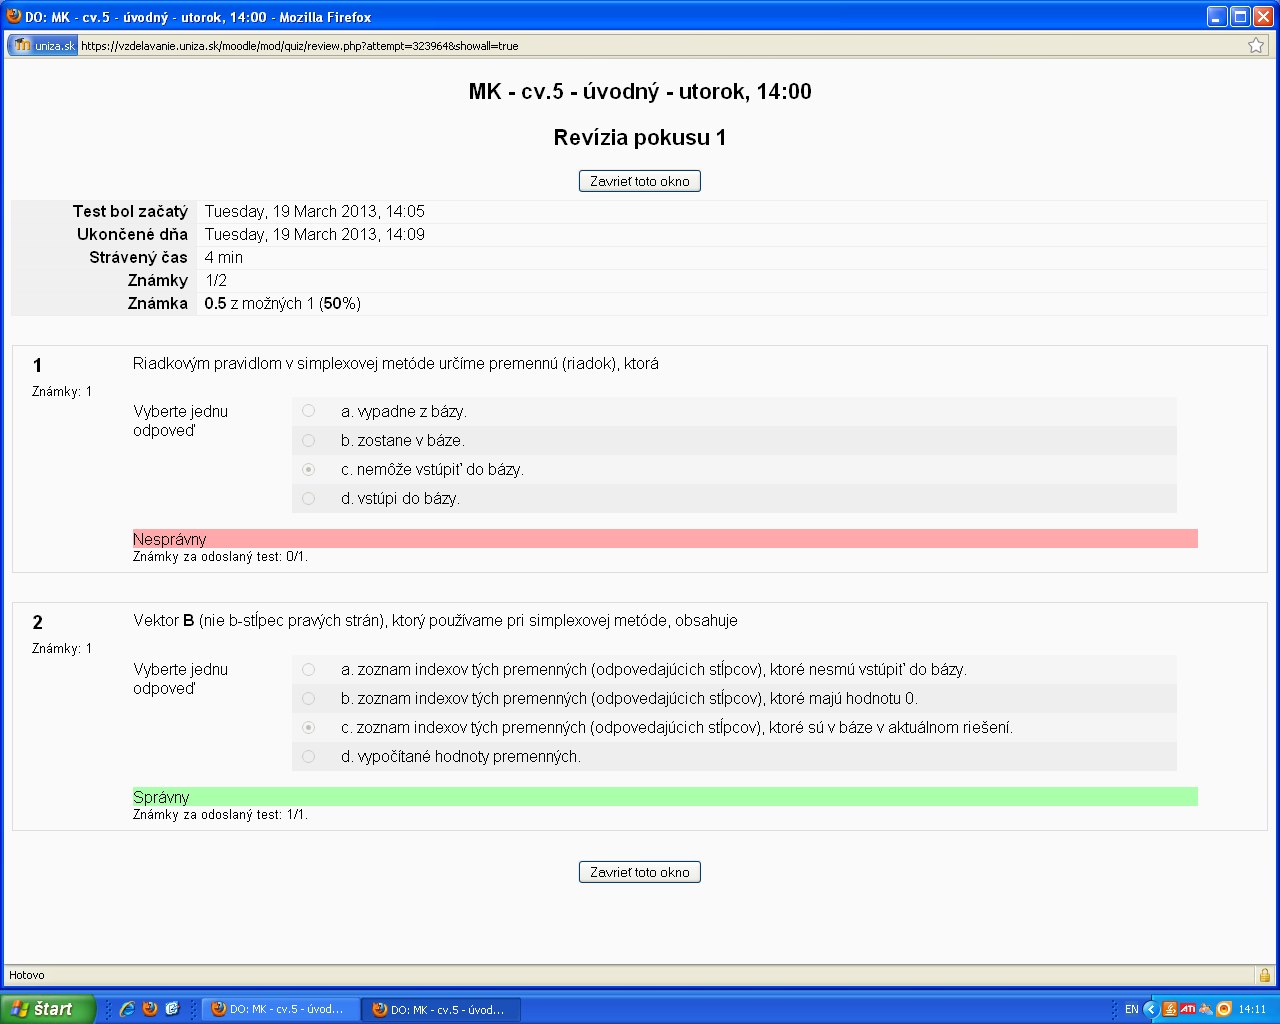 DO: MK - cv.5 - úvodný - utorok, 14:00 - Mozilla Firefox
uniza.sk https://vzdelavanie.uniza.sk/moodle/mod/quiz/review.php?attempt=323964&showall=true
MK - cv.5 - úvodný - utorok, 14:00
Revízia pokusu 1
Zavrieť toto okno
Test bol začatý Tuesday, 19 March 2013, 14:05
Ukončené dňa Tuesday, 19 March 2013, 14:09
Strávený čas 4 min
Známky 1/2
Známka 0.5 z možných 1 (50%)
1 Riadkovým pravidlom v simplexovej metóde určíme premennú (riadok), ktorá
Známky: 1
Vyberte jednu odpoveď
a. vypadne z bázy.
b. zostane v báze.
c. nemôže vstúpiť do bázy.
d. vstúpi do bázy.
Nesprávny
Známky za odoslaný test: 0/1.
2 Vektor B (nie b-stĺpec pravých strán), ktorý používame pri simplexovej metóde, obsahuje
Známky: 1
Vyberte jednu odpoveď
a. zoznam indexov tých premenných (odpovedajúcich stĺpcov), ktoré nesmú vstúpiť do bázy.
b. zoznam indexov tých premenných (odpovedajúcich stĺpcov), ktoré majú hodnotu 0.
c. zoznam indexov tých premenných (odpovedajúcich stĺpcov), ktoré sú v báze v aktuálnom riešení.
d. vypočítané hodnoty premenných.
Správny
Známky za odoslaný test: 1/1.
Zavrieť toto okno
Hotovo
štart DO: MK - cv.5 - úvod... DO: MK - cv.5 - úvod... EN ATI 14:11